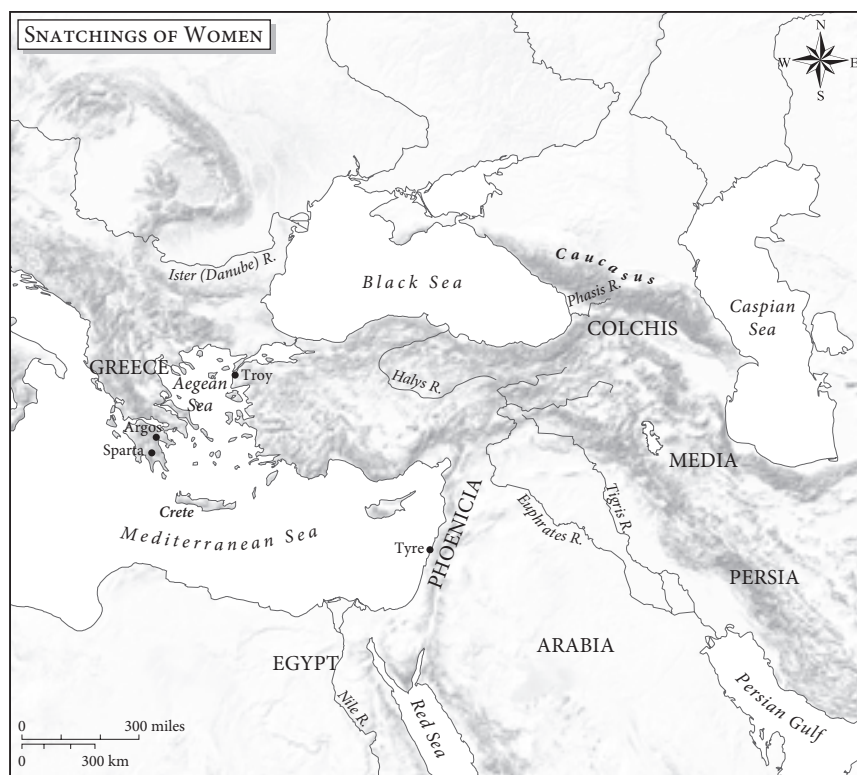 SNATCHINGS OF WOMEN
N
W E
S
Ister (Danube) R.
Black Sea
Caucasus
Phasis R.
COLCHIS
Caspian
Sea
GREECE
Aegean
Sea
Troy
Halys R.
Argos
Sparta
MEDIA
Crete
Mediterranean Sea
Tyre
PHOENICIA
Euphrates R.
Tigris R.
PERSIA
EGYPT
ARABIA
Nile R.
Red Sea
Persian Gulf
0 300 miles
0 300 km